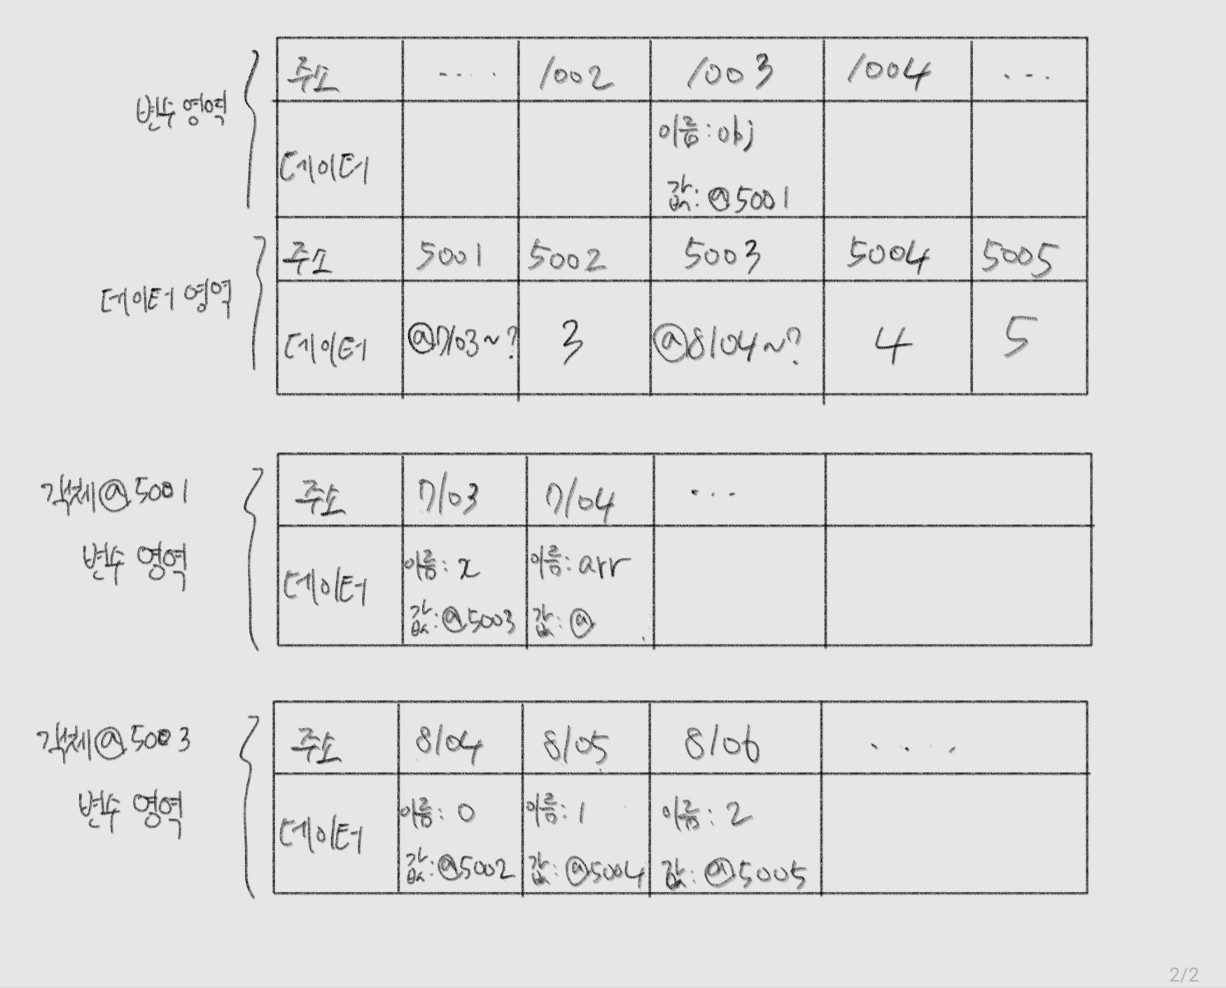 변수 영역
주소 .... 1002 1003 1004 ...
데이터
이름: obj
값: @5001
데이터 영역
주소 5001 5002 5003 5004 5005
데이터 @7103~? 3 @8104~? 4 5
객체@5001
변수 영역
주소 7103 7104 ...
데이터
이름: x 이름: arr
값: @5003 값: @
객체@5003
변수 영역
주소 8104 8105 8106 ....
데이터
이름: 0 이름: 1 이름: 2
값: @5002 값: @5004 값: @5005
2/2